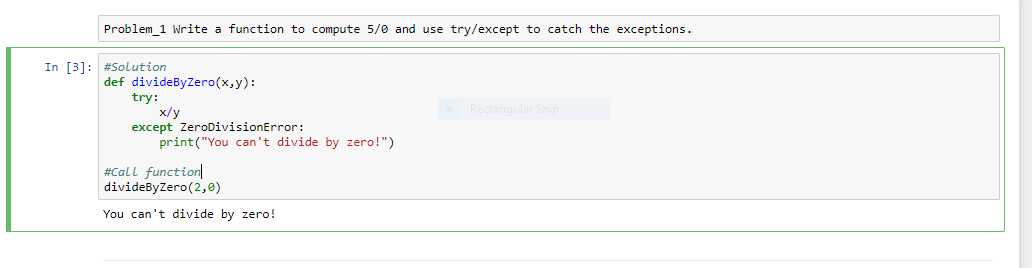 Problem_1 Write a function to compute 5/0 and use try/except to catch the exceptions.
In [3]:
#Solution
def divideByZero(x,y):
    try:
        x/y
    except ZeroDivisionError:
        print("You can't divide by zero!")
Rectangular Snip
#Call function
divideByZero(2,0)
You can't divide by zero!